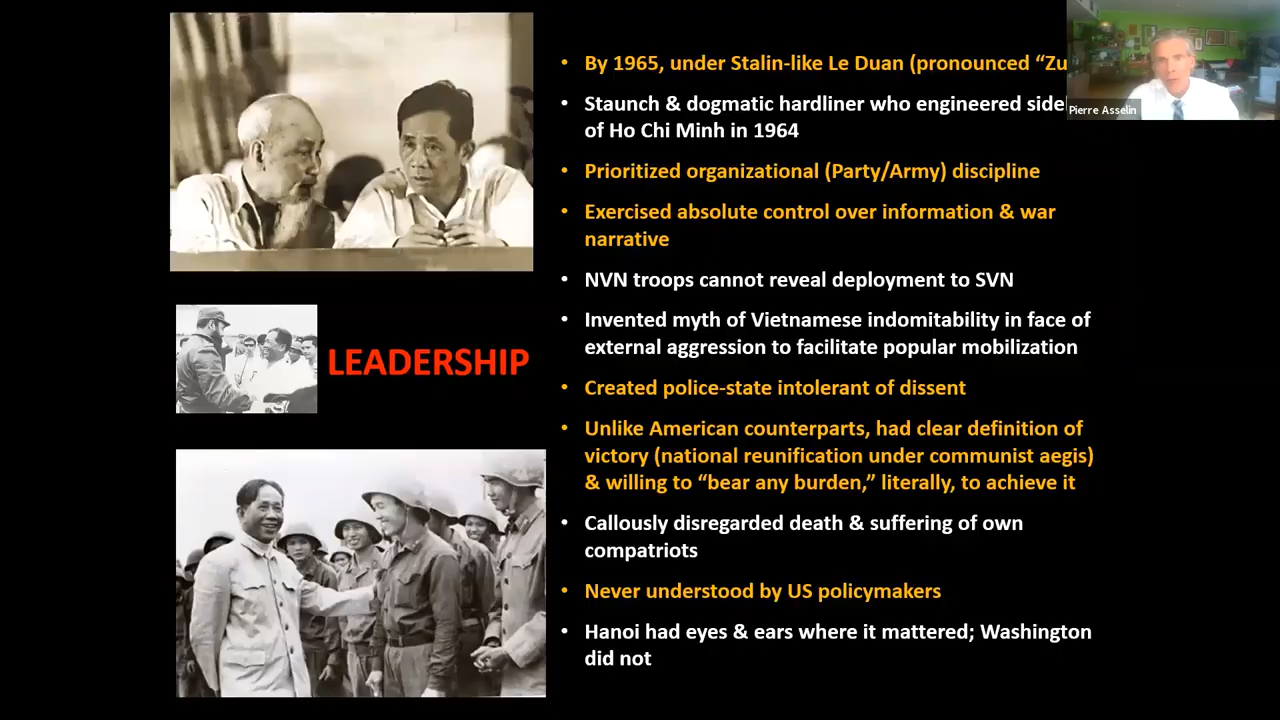 • By 1965, under Stalin-like Le Duan (pronounced “Zu
• Staunch & dogmatic hardliner who engineered
of Ho Chi Minh in 1964
• Prioritized organizational (Party/Army) discipline
• Exercised absolute control over information & war
narrative
• NVN troops cannot reveal deployment to SVN
• Invented myth of Vietnamese indomitability in face of
external aggression to facilitate popular mobilization
• Created police-state intolerant of dissent
• Unlike American counterparts, had clear definition of
victory (national reunification under communist aegis)
& willing to “bear any burden,” literally, to achieve it
• Callously disregarded death & suffering of own
compatriots
• Never understood by US policymakers
• Hanoi had eyes & ears where it mattered; Washington
did not
LEADERSHIP
Pierre Asselin